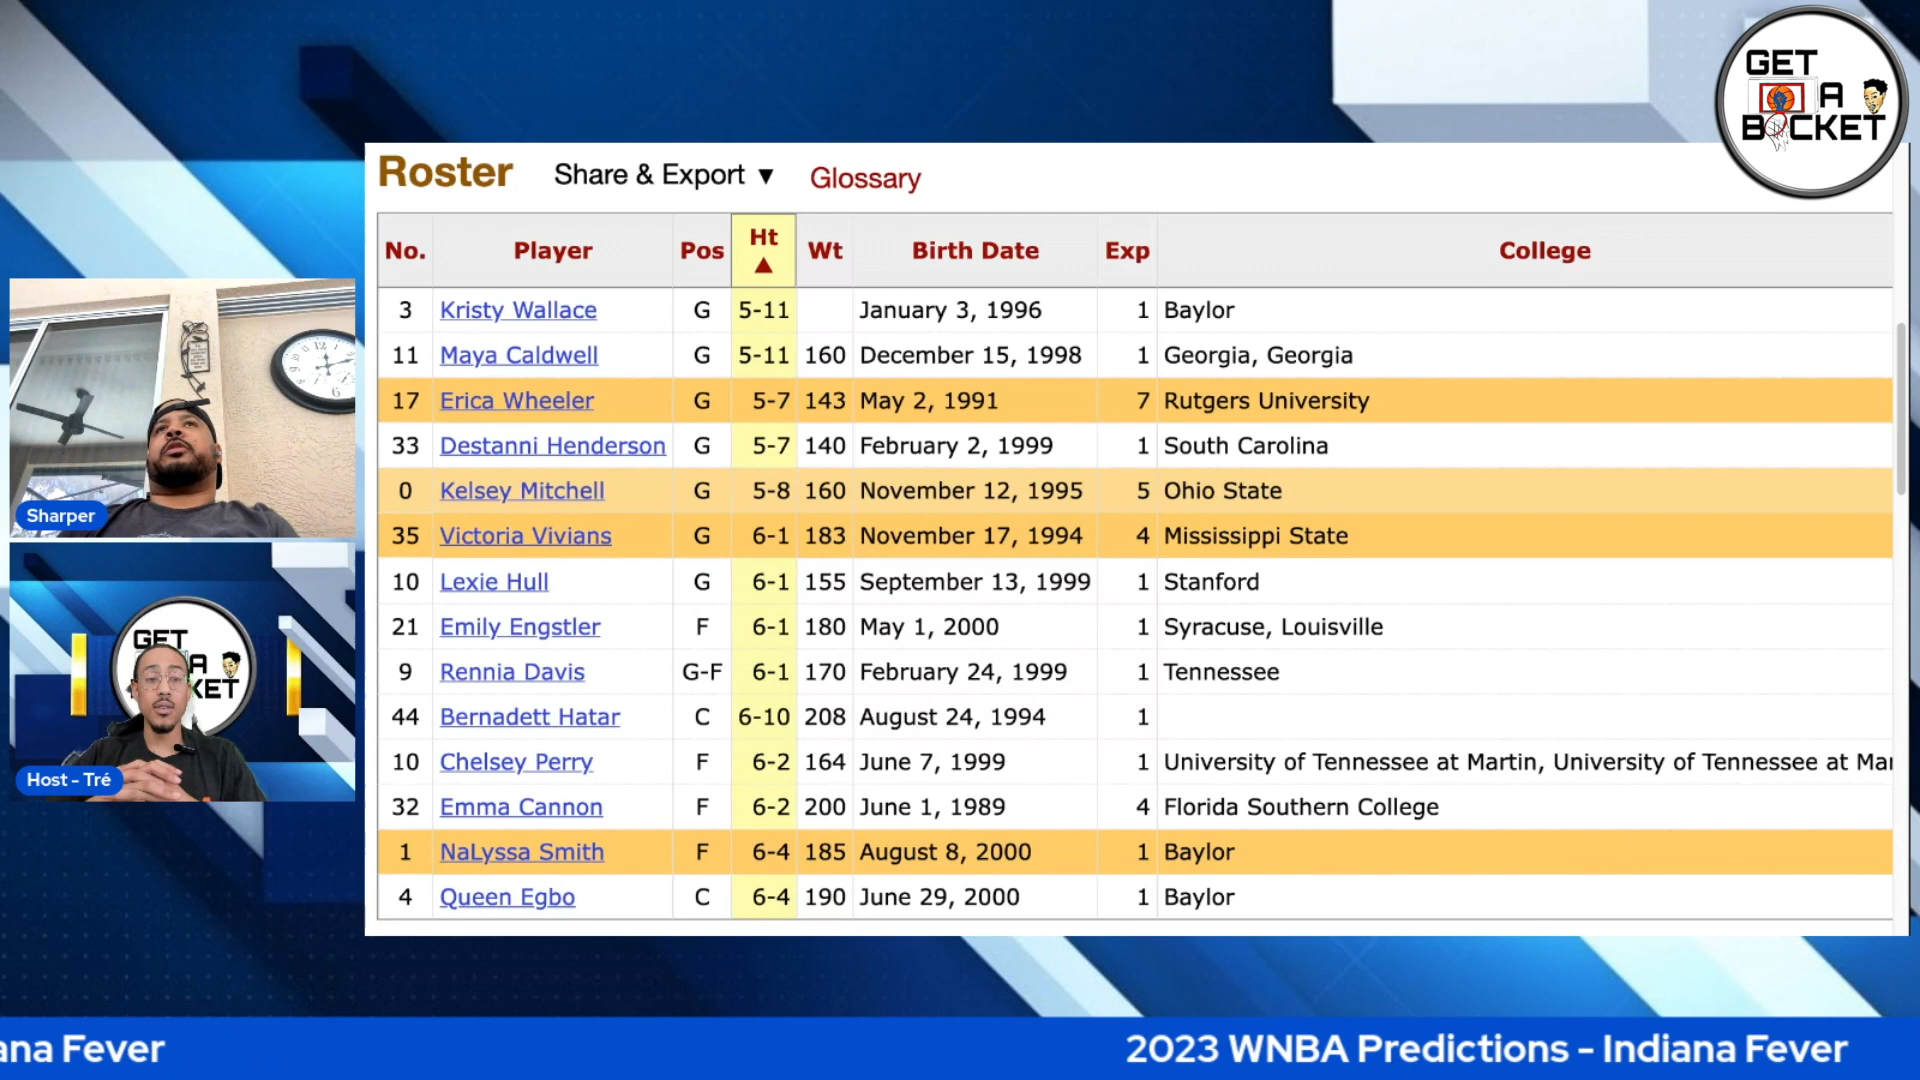 GET
A
BUCKET
Roster Share & Export ▼ Glossary
No. Player Pos Ht ▲ Wt Birth Date Exp College
3 Kristy Wallace G 5-11 January 3, 1996 1 Baylor
11 Maya Caldwell G 5-11 160 December 15, 1998 1 Georgia, Georgia
17 Erica Wheeler G 5-7 143 May 2, 1991 7 Rutgers University
33 Destanni Henderson G 5-7 140 February 2, 1999 1 South Carolina
0 Kelsey Mitchell G 5-8 160 November 12, 1995 5 Ohio State
35 Victoria Vivians G 6-1 183 November 17, 1994 4 Mississippi State
10 Lexie Hull G 6-1 155 September 13, 1999 1 Stanford
21 Emily Engstler F 6-1 180 May 1, 2000 1 Syracuse, Louisville
9 Rennia Davis G-F 6-1 170 February 24, 1999 1 Tennessee
44 Bernadett Hatar C 6-10 208 August 24, 1994 1
10 Chelsey Perry F 6-2 164 June 7, 1999 1 University of Tennessee at Martin, University of Tennessee at Mar
32 Emma Cannon F 6-2 200 June 1, 1989 4 Florida Southern College
1 NaLyssa Smith F 6-4 185 August 8, 2000 1 Baylor
4 Queen Egbo C 6-4 190 June 29, 2000 1 Baylor
Sharper
GET
A
KET
Host - Tré
ana Fever 2023 WNBA Predictions - Indiana Fever